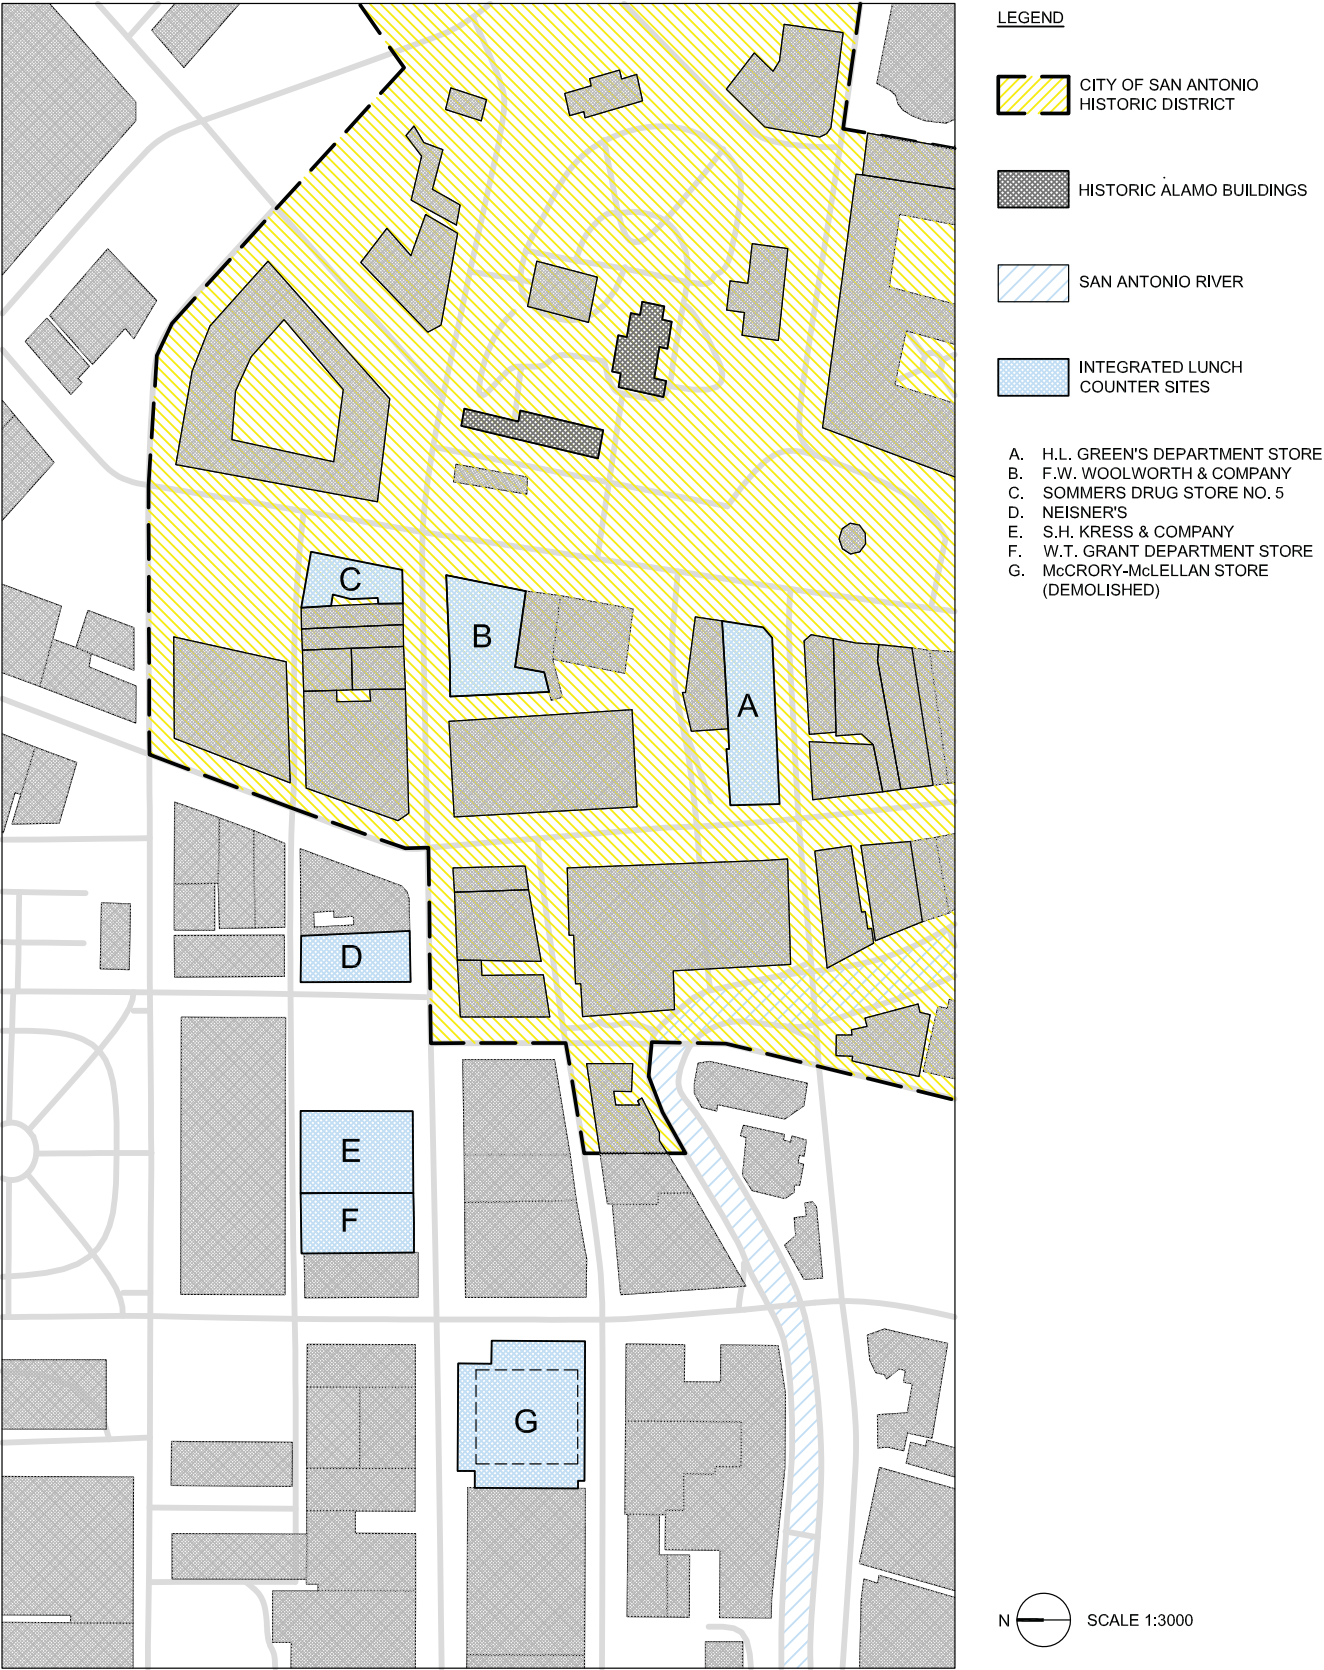 LEGEND
CITY OF SAN ANTONIO
HISTORIC DISTRICT
HISTORIC ALAMO BUILDINGS
SAN ANTONIO RIVER
INTEGRATED LUNCH
COUNTER SITES
A. H.L. GREEN'S DEPARTMENT STORE
B. F.W. WOOLWORTH & COMPANY
C. SOMMERS DRUG STORE NO. 5
D. NEISNER'S
E. S.H. KRESS & COMPANY
F. W.T. GRANT DEPARTMENT STORE
G. McCRORY-McLELLAN STORE
(DEMOLISHED)
C
B
A
D
E
F
G
N SCALE 1:3000